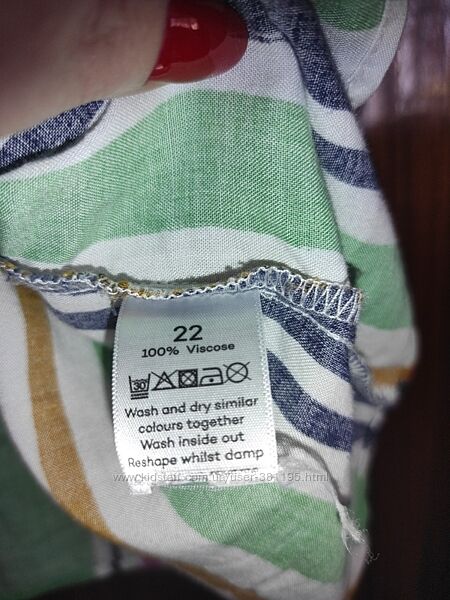 22
100% Viscose
30
Wash and dry similar
colours together
Wash inside out
Reshape whilst damp